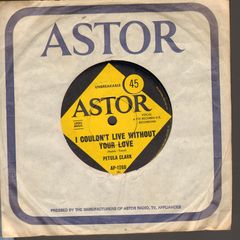 ASTOR
UNBREAKABLE
45
ASTOR
I COULDN'T LIVE WITHOUT
YOUR LOVE
PETULA CLARK
AP-1266
PRESSED BY THE MANUFACTURERS OF ASTOR RADIO, TV, APPLIANCES